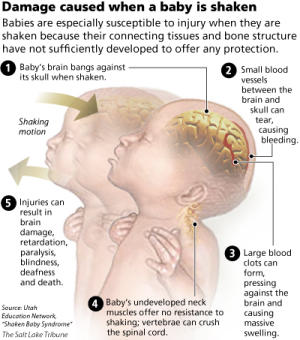 Damage caused when a baby is shaken
Babies are especially susceptible to injury when they are
shaken because their connecting tissues and bone structure
have not sufficiently developed to offer any protection.
1 Baby's brain bangs against
its skull when shaken.
2 Small blood
vessels
between the
brain and
skull can
tear,
causing
bleeding.
Shaking
motion
5 Injuries can
result in
brain
damage,
retardation,
paralysis,
blindness,
deafness
and death.
3 Large blood
clots can
form,
pressing
against the
brain and
causing
massive
swelling.
4 Baby's undeveloped neck
muscles offer no resistance to
shaking; vertebrae can crush
the spinal cord.
Source: Utah
Education Network,
"Shaken Baby Syndrome"
The Salt Lake Tribune